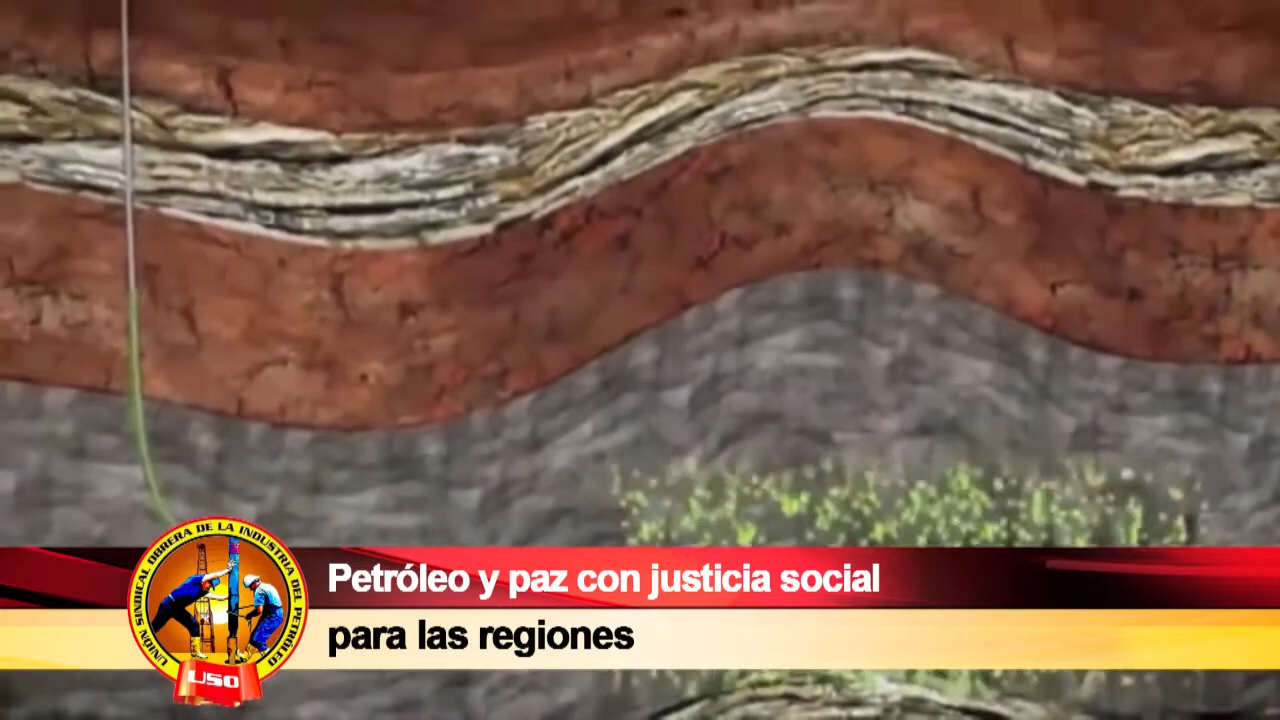 Petróleo y paz con justicia social
para las regiones
UNIÓN SINDICAL OBRERA DE LA INDUSTRIA DEL PETRÓLEO
USO